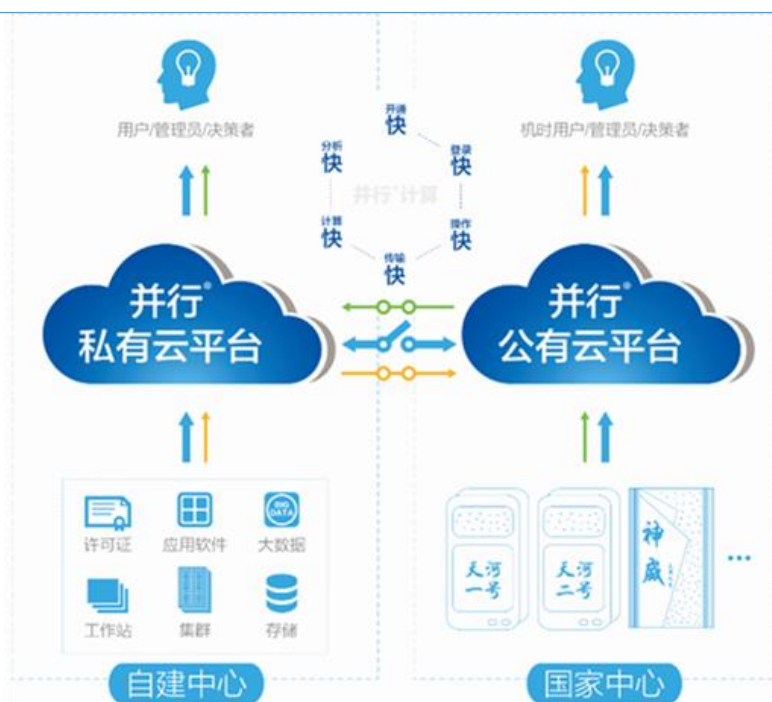 用户/管理员/决策者
机时用户/管理员/决策者
开通
快
登录
快
操作
快
传输
快
计算
快
分析
快
并行®计算
并行®
私有云平台
并行®
公有云平台
许可证
应用软件
BIG
DATA
大数据
工作站
集群
存储
天河
一号
天河
二号
神威
...
自建中心
国家中心